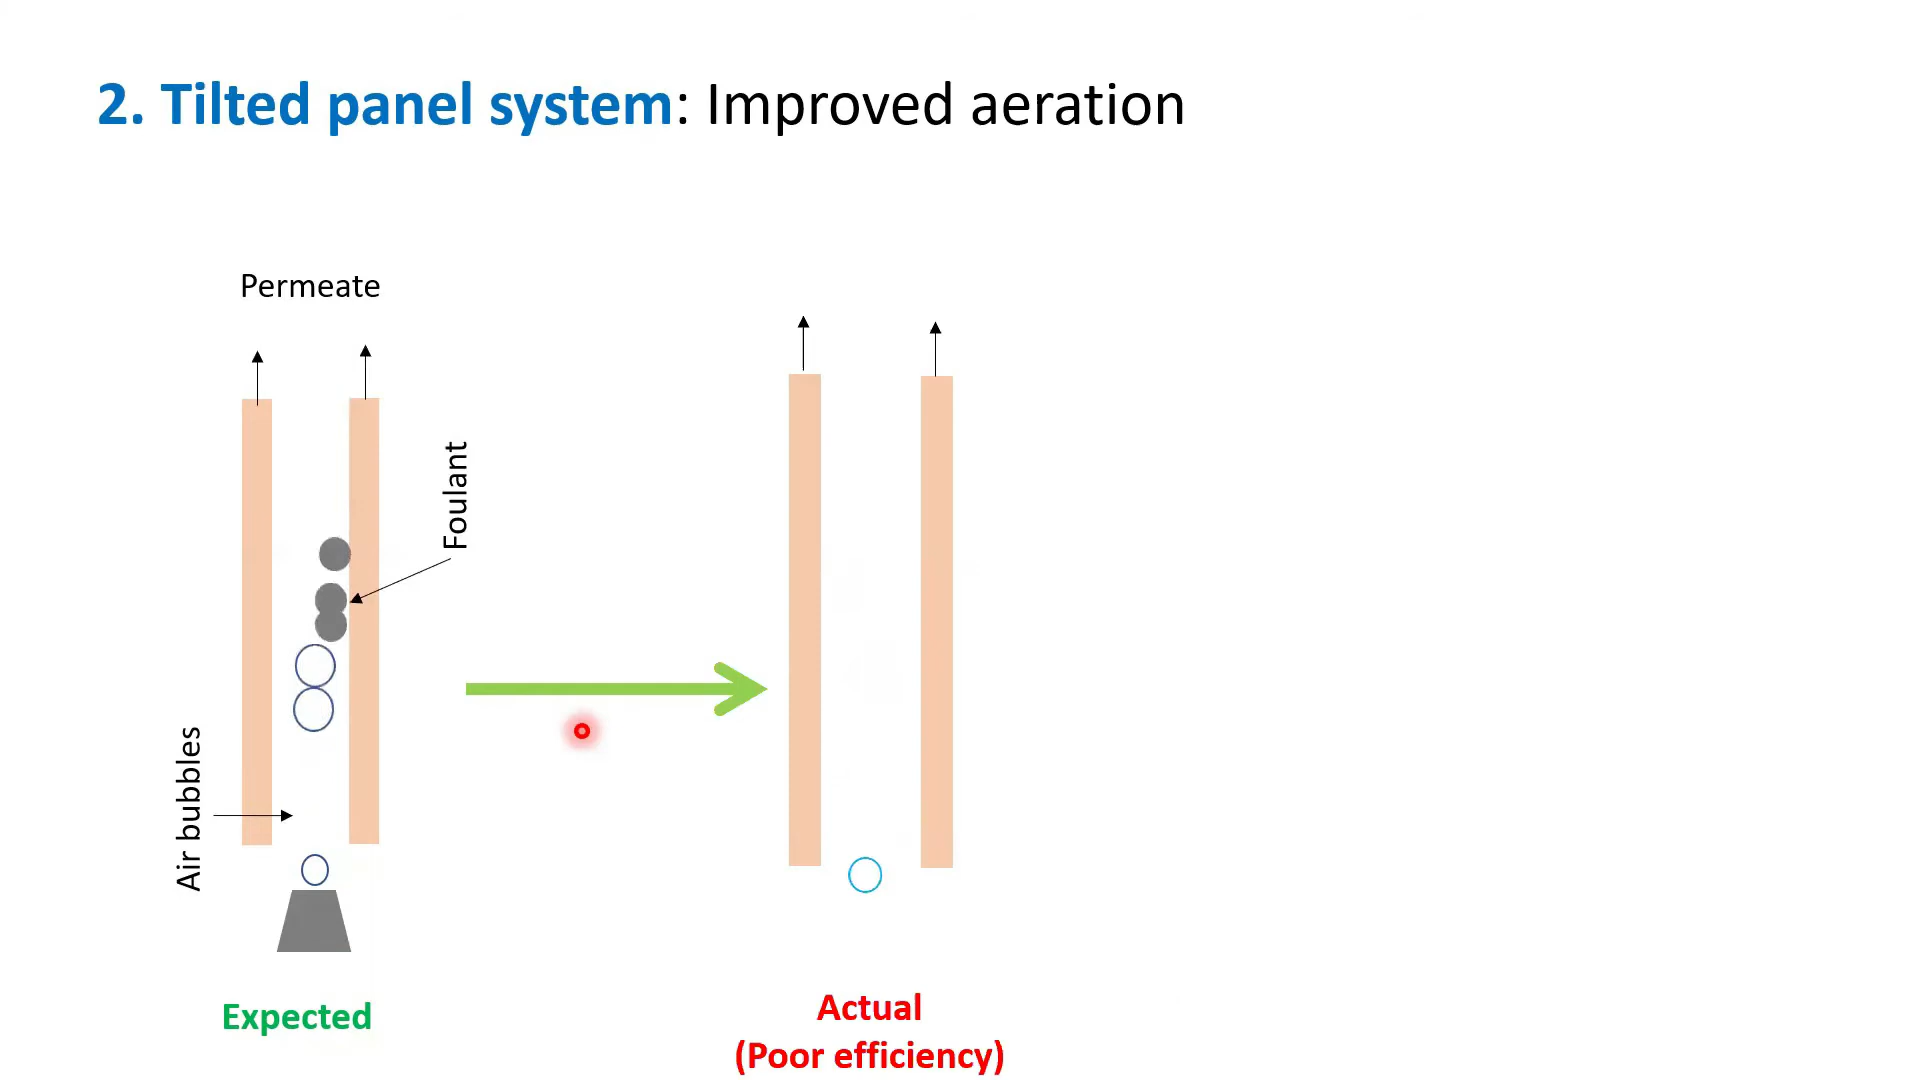 2. Tilted panel system: Improved aeration
Permeate
Foulant
Air bubbles
Expected
Actual
(Poor efficiency)